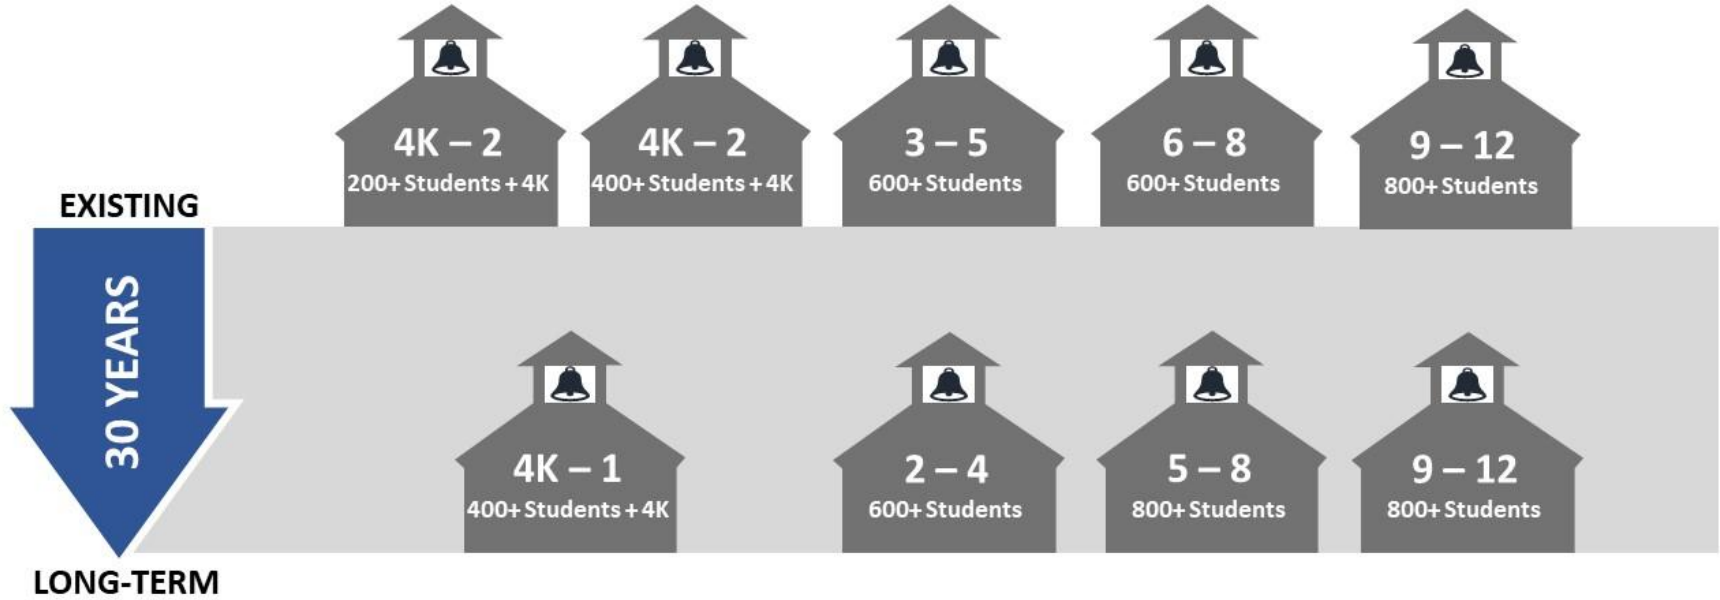 4K – 2
200+ Students + 4K
4K – 2
400+ Students + 4K
3 – 5
600+ Students
6 – 8
600+ Students
9 – 12
800+ Students
EXISTING
30 YEARS
4K – 1
400+ Students + 4K
2 – 4
600+ Students
5 – 8
800+ Students
9 – 12
800+ Students
LONG-TERM